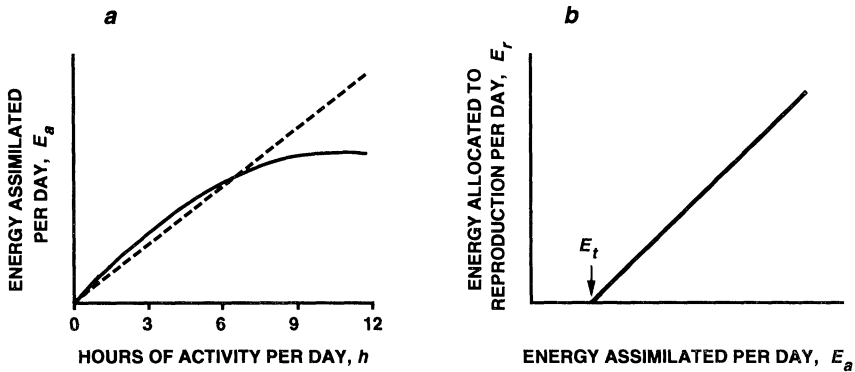 a
ENERGY ASSIMILATED
PER DAY, Ea
0 3 6 9 12
HOURS OF ACTIVITY PER DAY, h
b
ENERGY ALLOCATED TO
REPRODUCTION PER DAY, Er
Et
ENERGY ASSIMILATED PER DAY, Ea